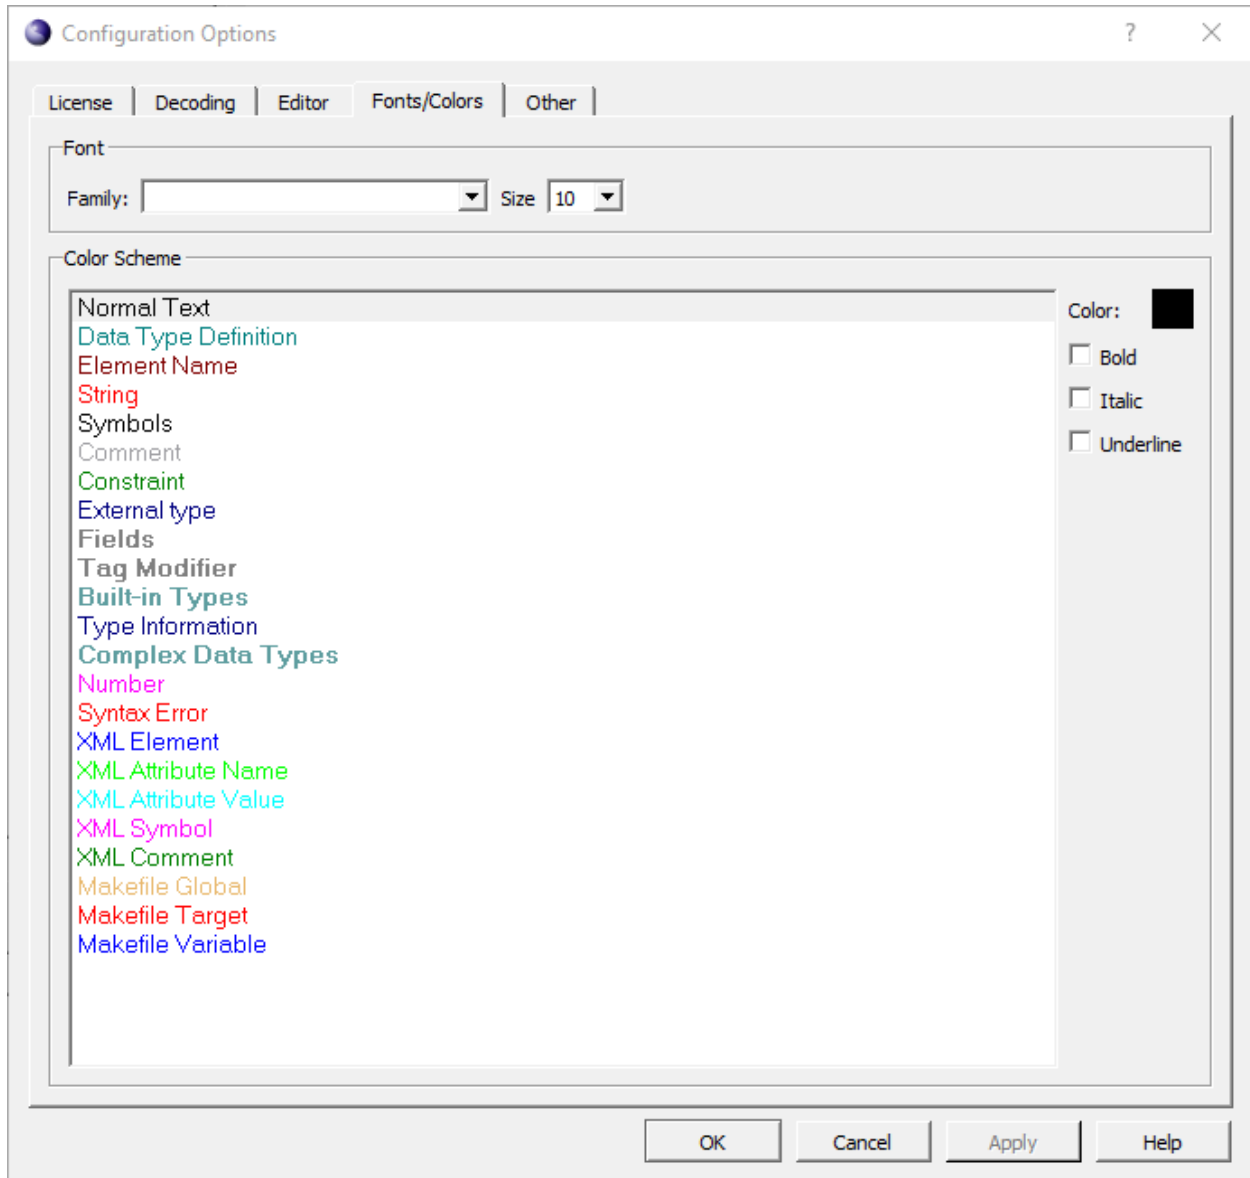 Configuration Options ?
License Decoding Editor Fonts/Colors Other
Font
Family: Size 10
Color Scheme
Normal Text
Color:
Data Type Definition
Element Name
Bold
String
Italic
Symbols
Comment
Underline
Constraint
External type
Fields
Tag Modifier
Built-in Types
Type Information
Complex Data Types
Number
Syntax Error
XML Element
XML Attribute Name
XML Attribute Value
XML Symbol
XML Comment
Makefile Global
Makefile Target
Makefile Variable
OK Cancel Apply Help